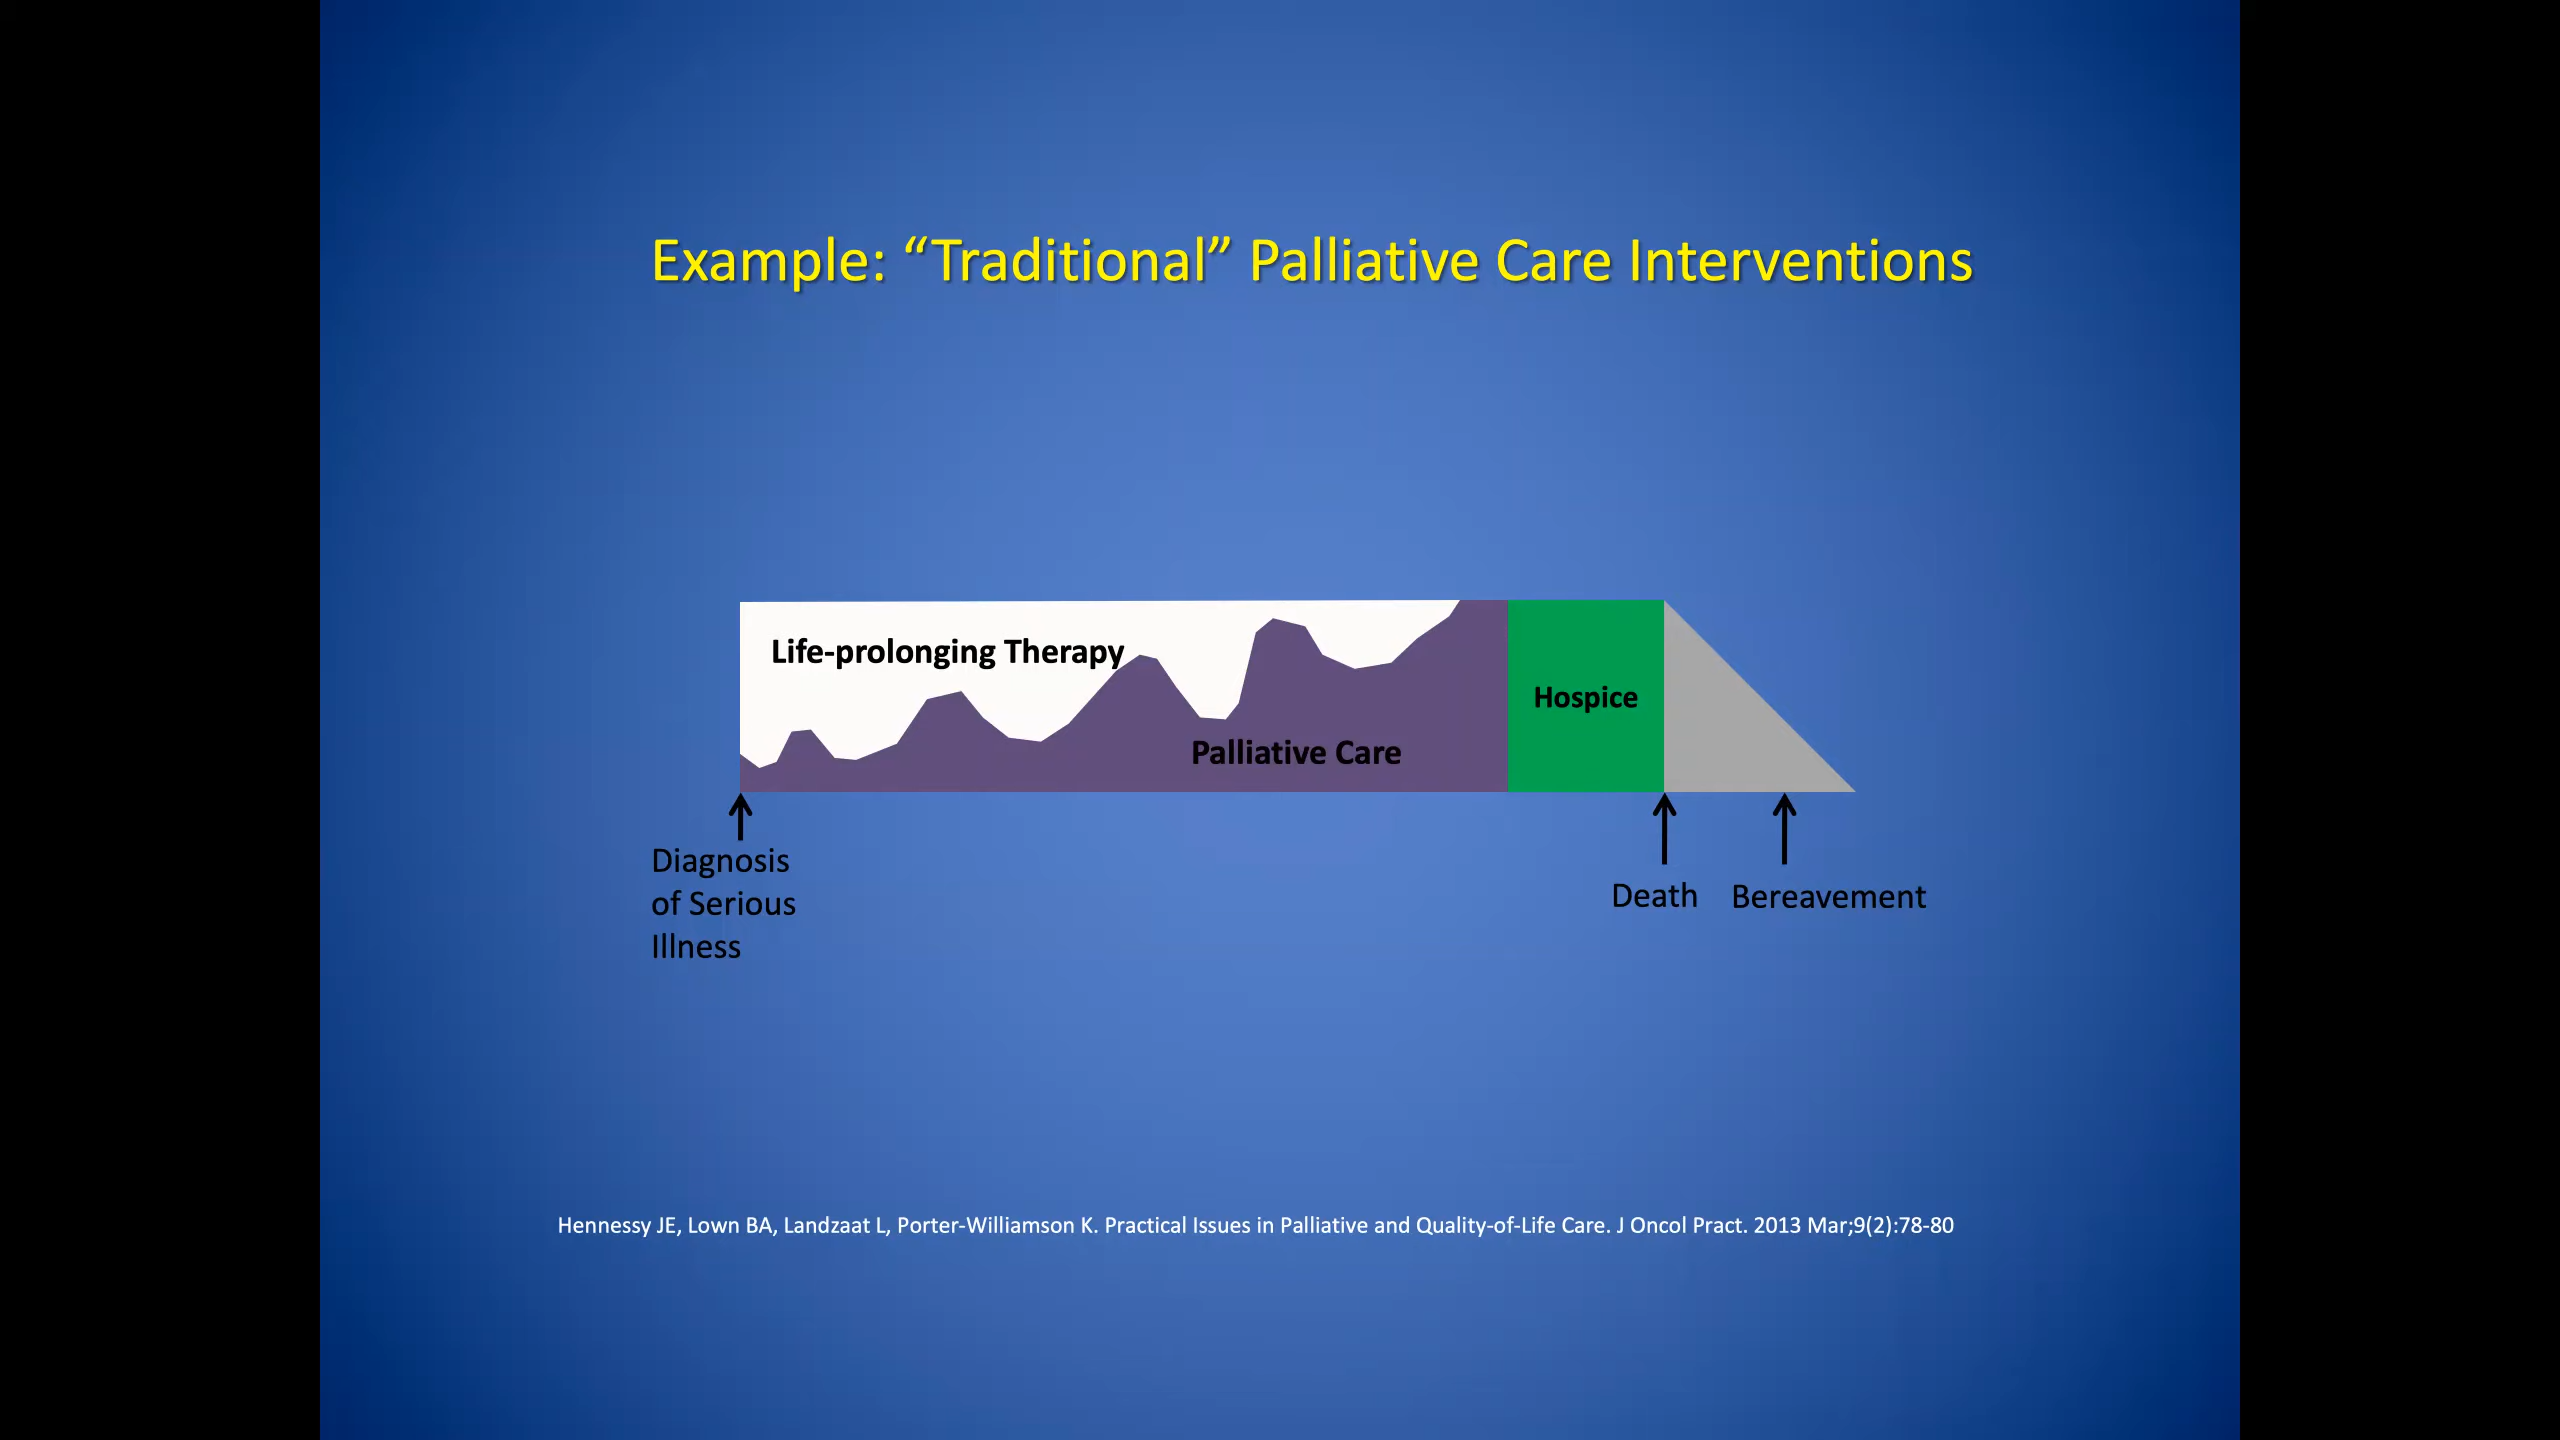 Example: “Traditional” Palliative Care Interventions
Life-prolonging Therapy
Palliative Care
Hospice
Diagnosis
of Serious
Illness
Death
Bereavement
Hennessy JE, Lown BA, Landzaat L, Porter-Williamson K. Practical Issues in Palliative and Quality-of-Life Care. J Oncol Pract. 2013 Mar;9(2):78-80